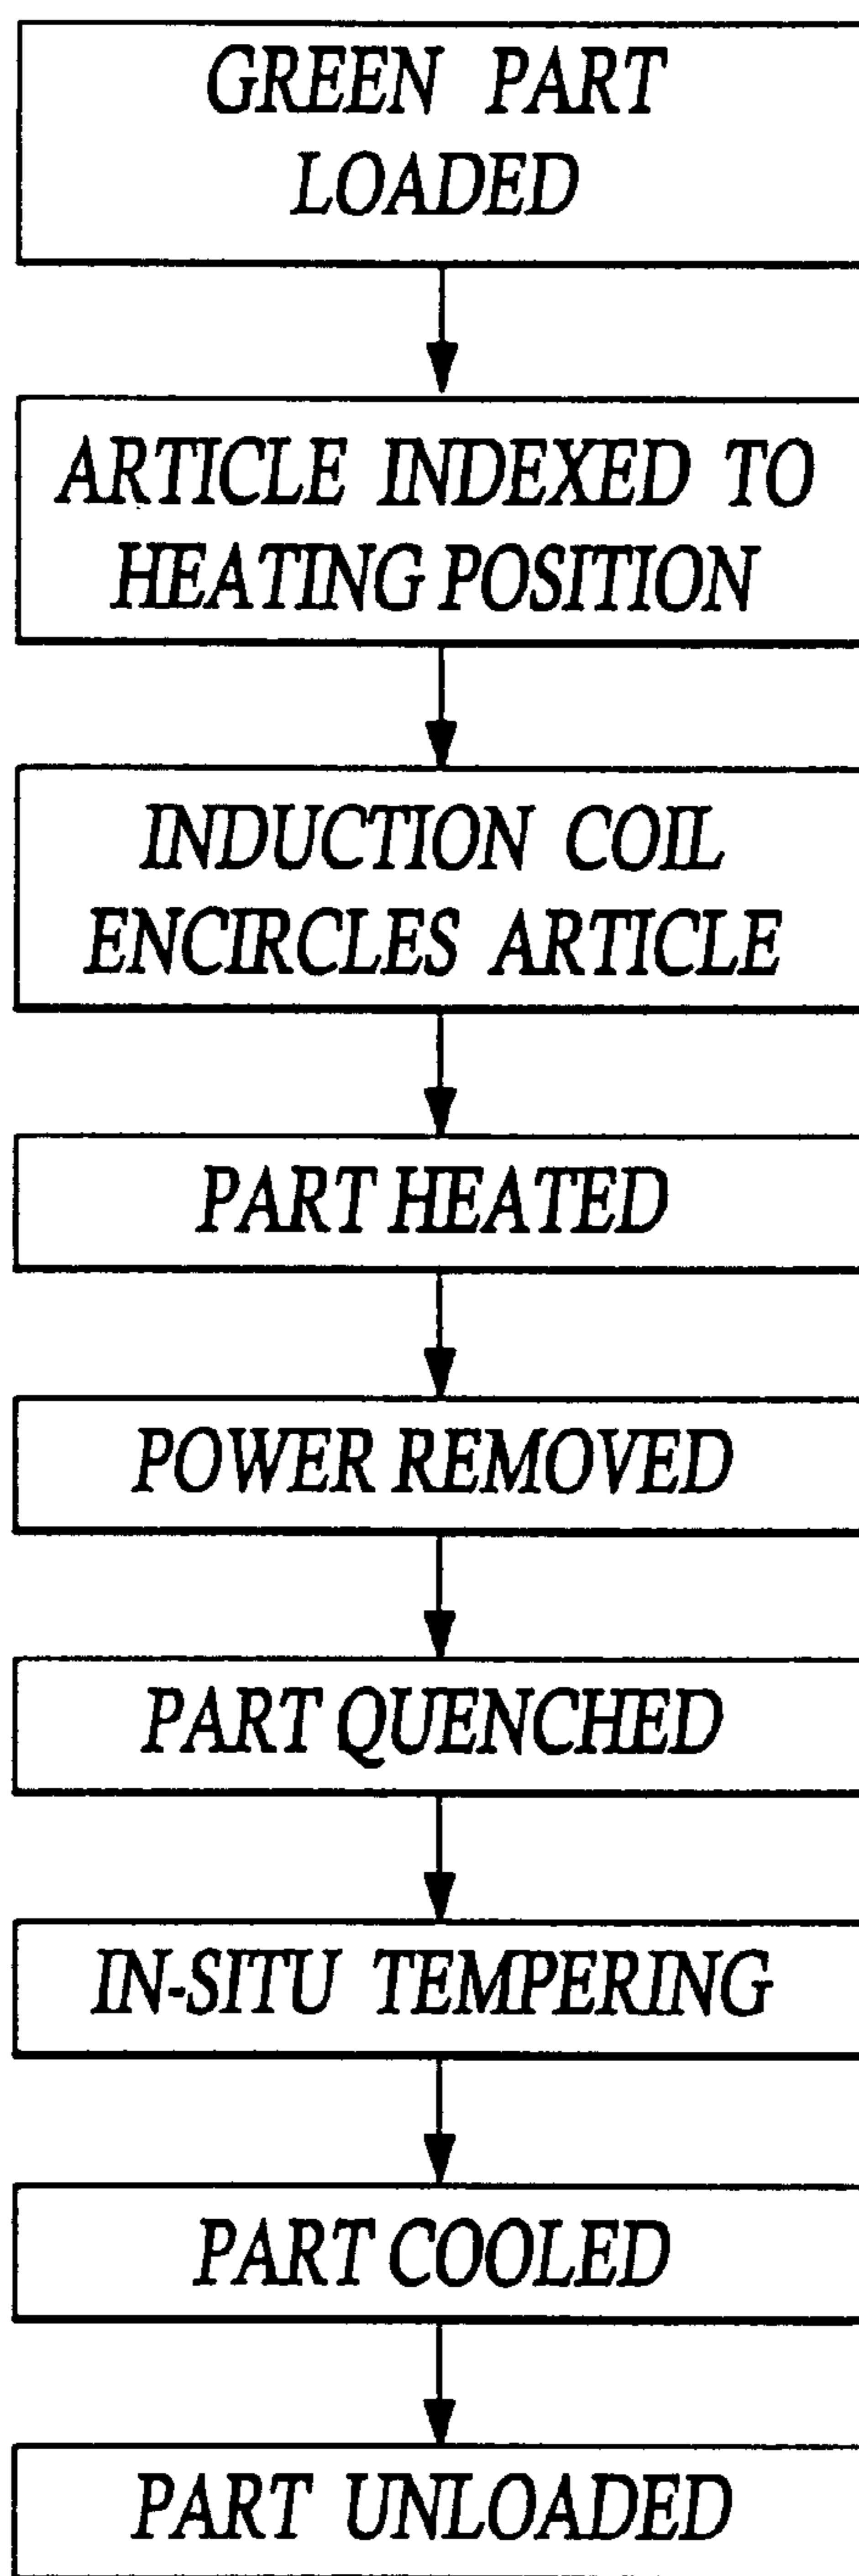 GREEN PART
LOADED
ARTICLE INDEXED TO
HEATING POSITION
INDUCTION COIL
ENCIRCLES ARTICLE
PART HEATED
POWER REMOVED
PART QUENCHED
IN-SITU TEMPERING
PART COOLED
PART UNLOADED